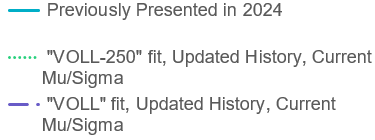 Previously Presented in 2024
"VOLL-250" fit, Updated History, Current
Mu/Sigma
"VOLL" fit, Updated History, Current
Mu/Sigma